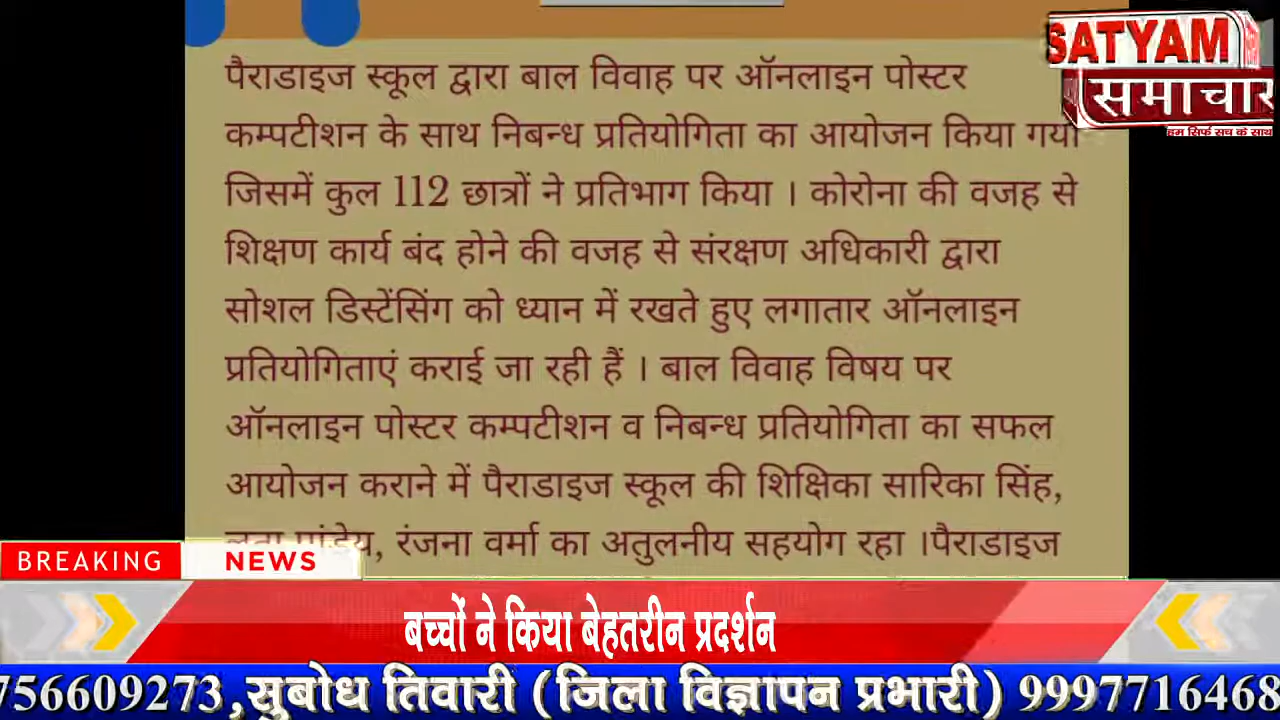 पैराडाइज स्कूल द्वारा बाल विवाह पर ऑनलाइन पोस्टर
कम्पटीशन के साथ निबन्ध प्रतियोगिता का आयोजन किया गया
जिसमें कुल 112 छात्रों ने प्रतिभाग किया । कोरोना की वजह से
शिक्षण कार्य बंद होने की वजह से संरक्षण अधिकारी द्वारा
सोशल डिस्टेंसिंग को ध्यान में रखते हुए लगातार ऑनलाइन
प्रतियोगिताएं कराई जा रही हैं । बाल विवाह विषय पर
ऑनलाइन पोस्टर कम्पटीशन व निबन्ध प्रतियोगिता का सफल
आयोजन कराने में पैराडाइज स्कूल की शिक्षिका सारिका सिंह,
रंजना वर्मा का अतुलनीय सहयोग रहा ।पैराडाइज
SATYAM
समाचार
हम सिर्फ सच के साथ
BREAKING NEWS
बच्चों ने किया बेहतरीन प्रदर्शन
756609273,सुबोध तिवारी (जिला विज्ञापन प्रभारी) 9997716468